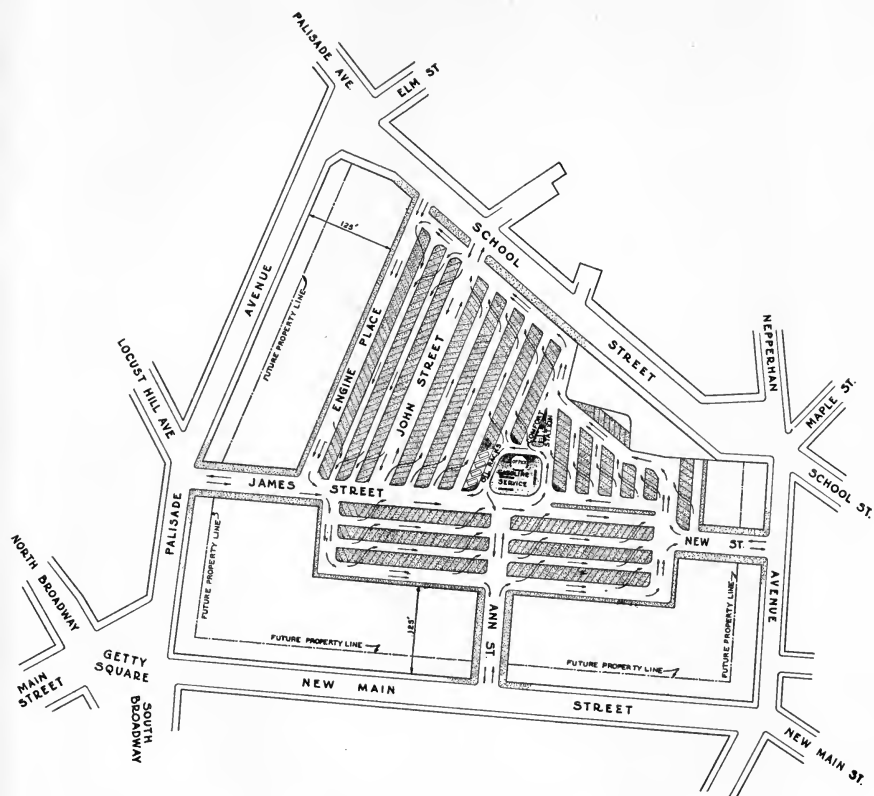 PALISADE AVE
ELM ST
SCHOOL
STREET
125'
AVENUE
FUTURE PROPERTY LINE
ENGINE PLACE
JOHN STREET
LOCUST HILL AVE
NEPPERHAN
MAPLE ST.
SCHOOL ST.
COMFORT
STATION
GASOLINE
SERVICE
JAMES STREET
PALISADE
FUTURE PROPERTY LINE
NEW ST.
AVENUE
FUTURE PROPERTY LINE
NORTH BROADWAY
ANN ST.
125'
FUTURE PROPERTY LINE
FUTURE PROPERTY LINE
GETTY
SQUARE
MAIN
STREET
SOUTH
BROADWAY
NEW MAIN
STREET
NEW MAIN ST.